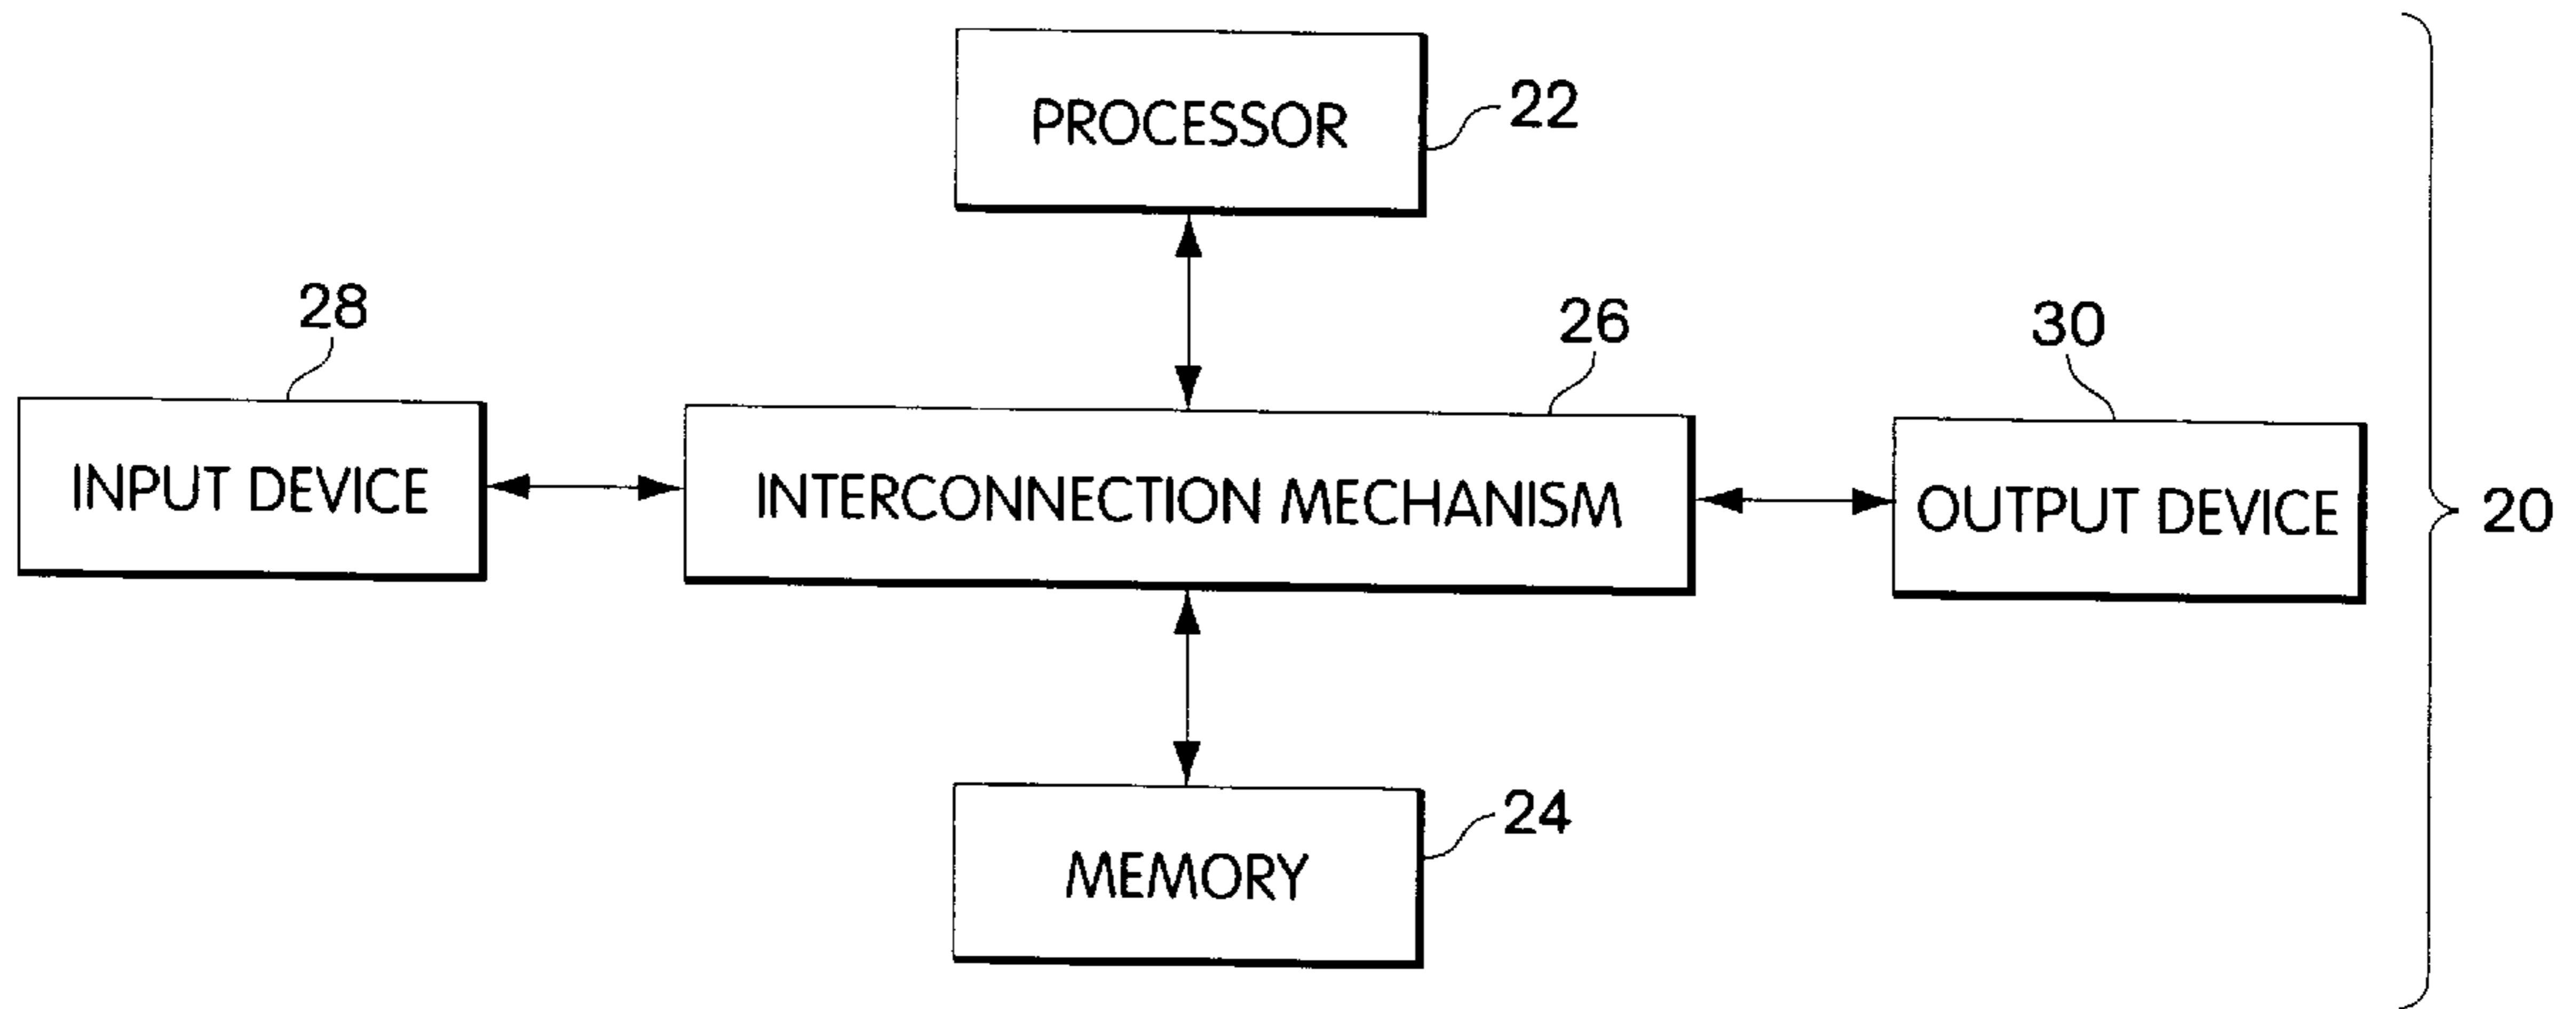 PROCESSOR
22
28
26
30
INPUT DEVICE
INTERCONNECTION MECHANISM
OUTPUT DEVICE
20
MEMORY
24